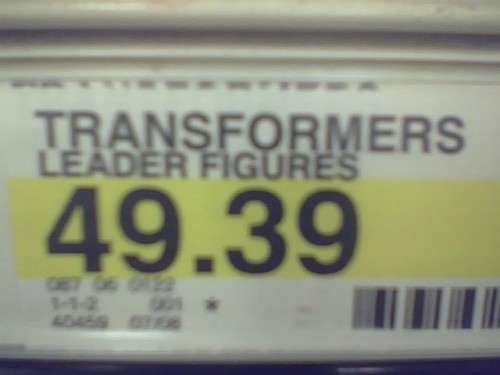 TRANSFORMERS
LEADER FIGURES
49.39
087 06 0122
1-1-2 001 *
40459 07/08